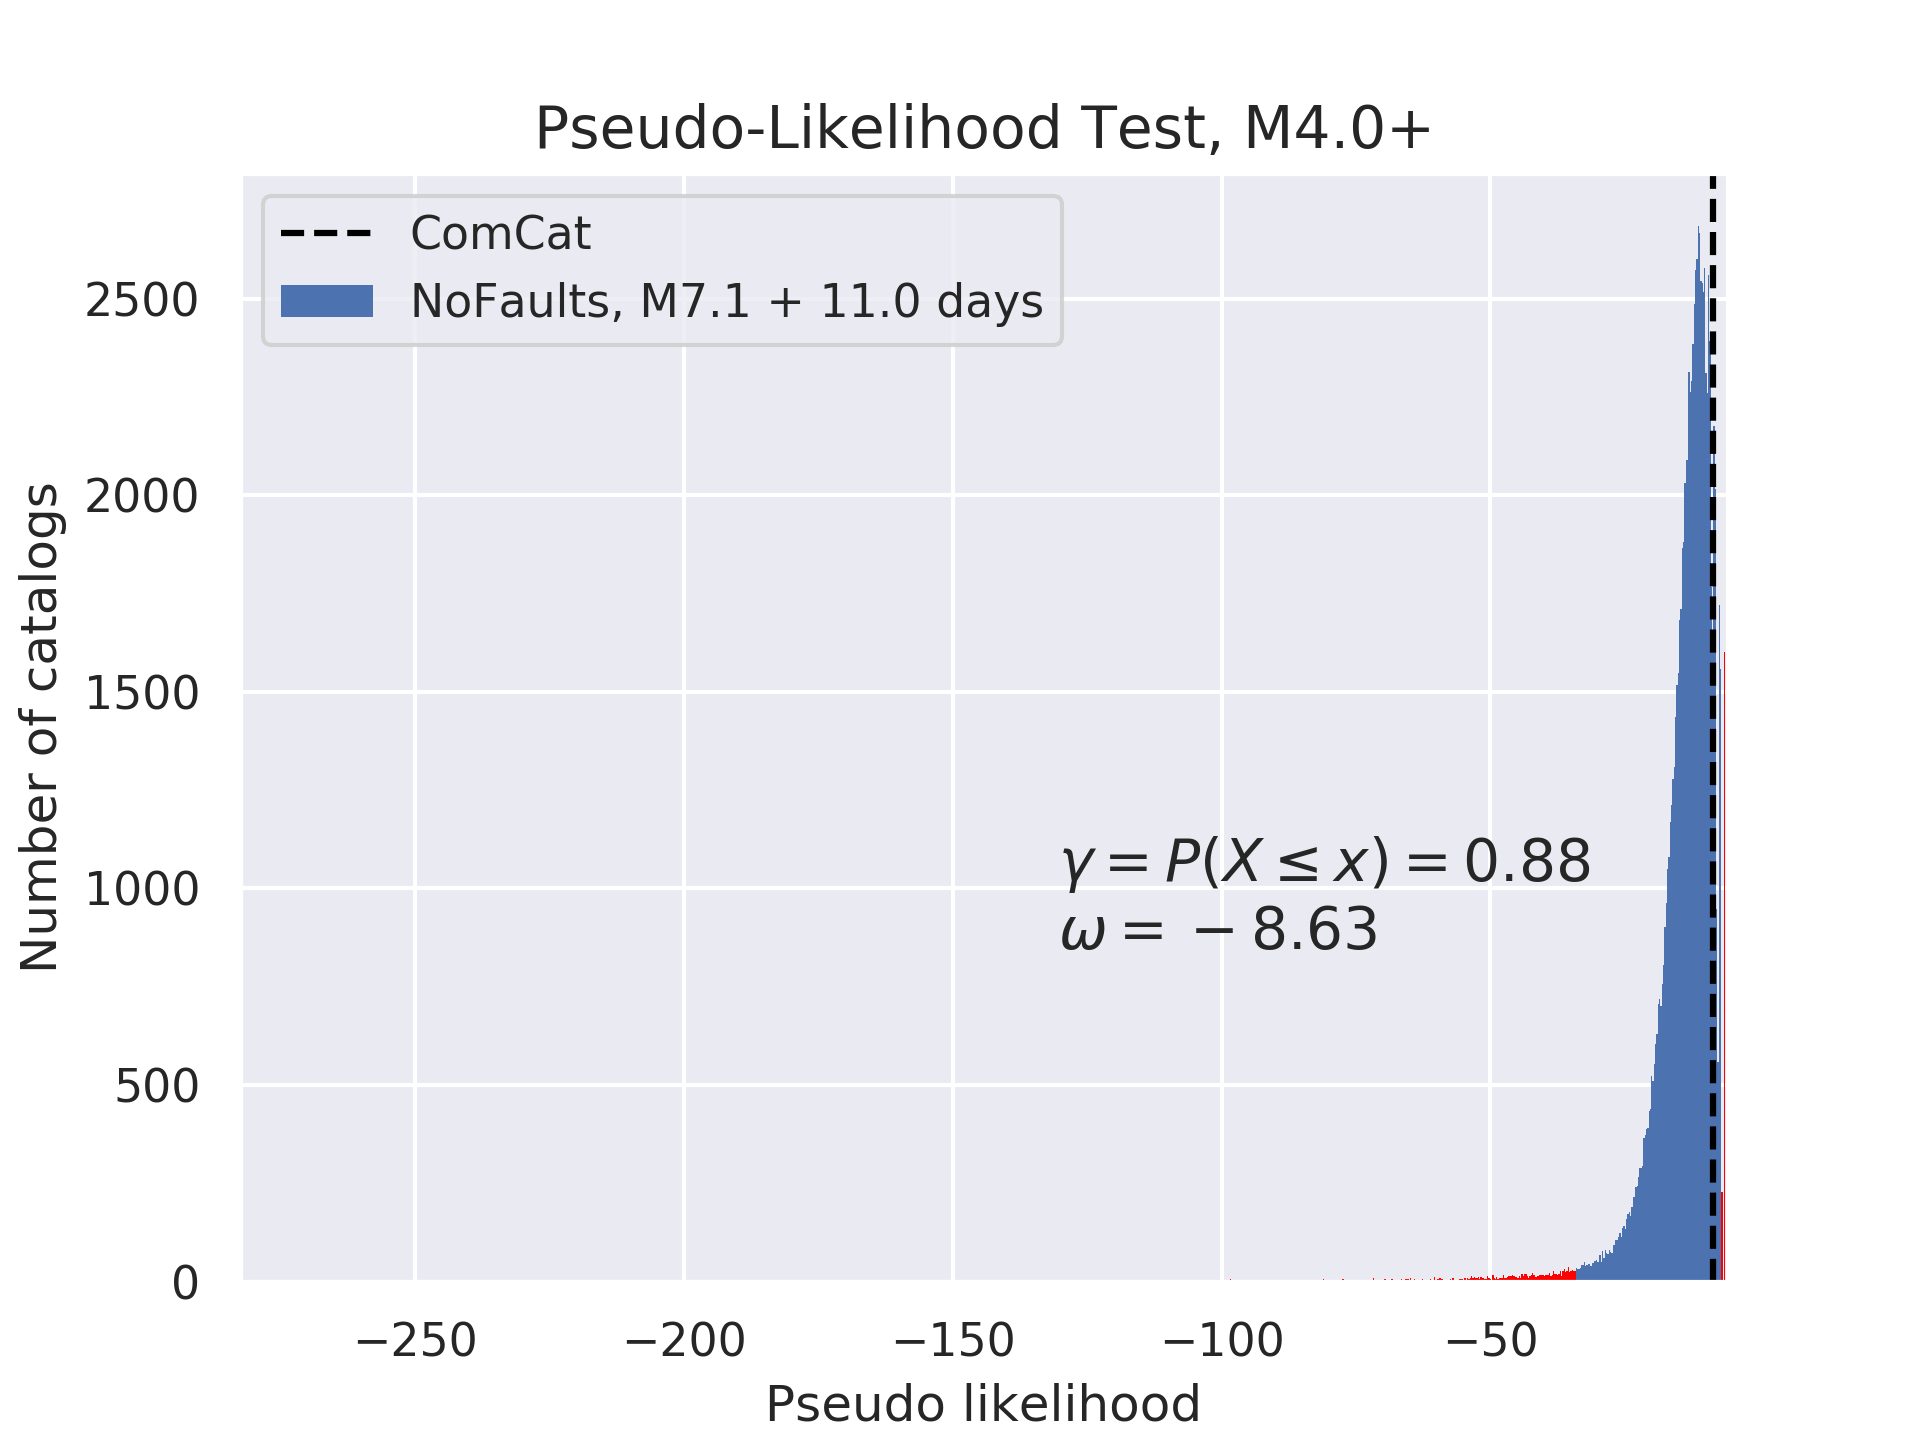 Pseudo-Likelihood Test, M4.0+
ComCat
NoFaults, M7.1 + 11.0 days
2500
2000
1500
1000
500
0
Number of catalogs
γ = P(X ≤ x) = 0.88
ω = −8.63
−250 −200 −150 −100 −50
Pseudo likelihood